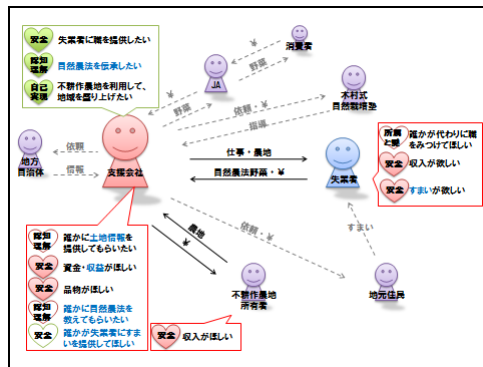 安全 失業者に職を提供したい
認知理解 自然農法を伝承したい
自己実現 不耕作農地を利用して、
地域を盛り上げたい
消費者
¥
野菜
JA
¥
野菜
依頼・¥
指導
木村式
自然栽培塾
地方
自治体
依頼
情報
支援会社
仕事・農地
自然農法野菜・¥
失業者
所属と愛 確かが代わりに職
をみつけてほしい
安全 収入が欲しい
安全 すまいが欲しい
認知理解 確かに土地情報を
提供してもらいたい
安全 資金・収益がほしい
安全 品物がほしい
認知理解 確かに自然農法を
教えてもらいたい
安全 確かが失業者にすま
いを提供してほしい
農地
¥
依頼・¥
すまい
不耕作農地
所有者
地元住民
安全 収入がほしい